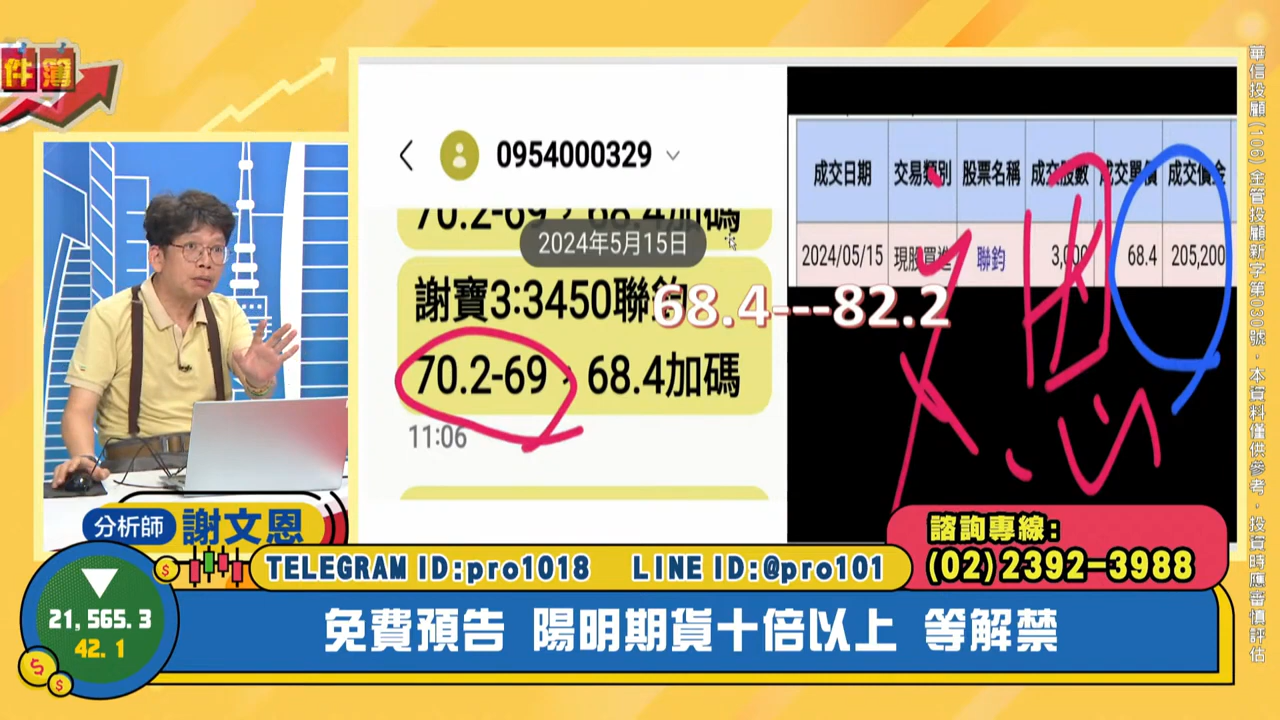 件簿
0954000329
70.2-69，68.4加碼
2024年5月15日
謝寶3:3450聯鈞
70.2-69，68.4加碼
11:06
68.4---82.2
成交日期 交易類別 股票名稱 成交股數 成交單價 成交價金
2024/05/15 現股買進 聯鈞 3,000 68.4 205,200
文恩
華信投顧(106)金管投顧新字第030號，本資料僅供參考，投資時應審慎評估
分析師 謝文恩
諮詢專線:
(02)2392-3988
TELEGRAM ID:pro1018 LINE ID:@pro101
21,565.3
42.1
免費預告 陽明期貨十倍以上 等解禁